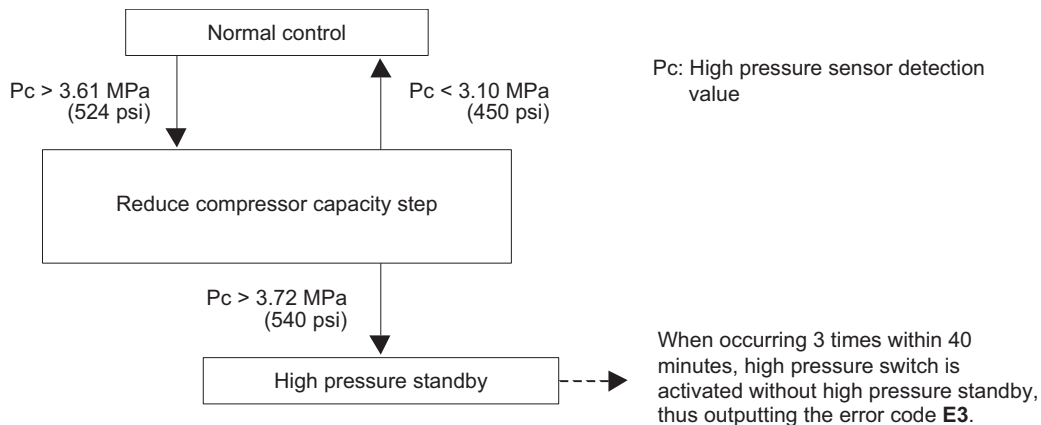 Normal control
Pc > 3.61 MPa
(524 psi)
Pc < 3.10 MPa
(450 psi)
Pc: High pressure sensor detection
value
Reduce compressor capacity step
Pc > 3.72 MPa
(540 psi)
High pressure standby
When occurring 3 times within 40
minutes, high pressure switch is
activated without high pressure standby,
thus outputting the error code E3.